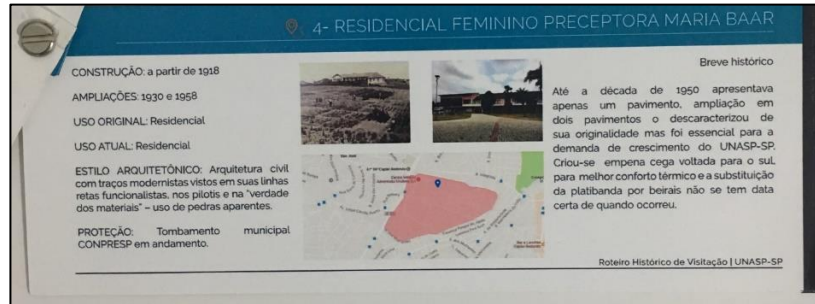 4- RESIDENCIAL FEMININO PRECEPTORA MARIA BAAR
CONSTRUÇÃO: a partir de 1918
AMPLIAÇÕES: 1930 e 1958
USO ORIGINAL: Residencial
USO ATUAL: Residencial
ESTILO ARQUITETÔNICO: Arquitetura civil
com traços modernistas vistos em suas linhas
retas funcionalistas, nos pilotis e na "verdade
dos materiais" – uso de pedras aparentes.
PROTEÇÃO: Tombamento municipal
CONPRESP em andamento.
Breve histórico
Até a década de 1950 apresentava
apenas um pavimento, ampliação em
dois pavimentos o descaracterizou de
sua originalidade mas foi essencial para a
demanda de crescimento do UNASP-SP.
Criou-se empena cega voltada para o sul,
para melhor conforto térmico e a substituição
da platibanda por beirais não se tem data
certa de quando ocorreu.
Roteiro Histórico de Visitação | UNASP-SP